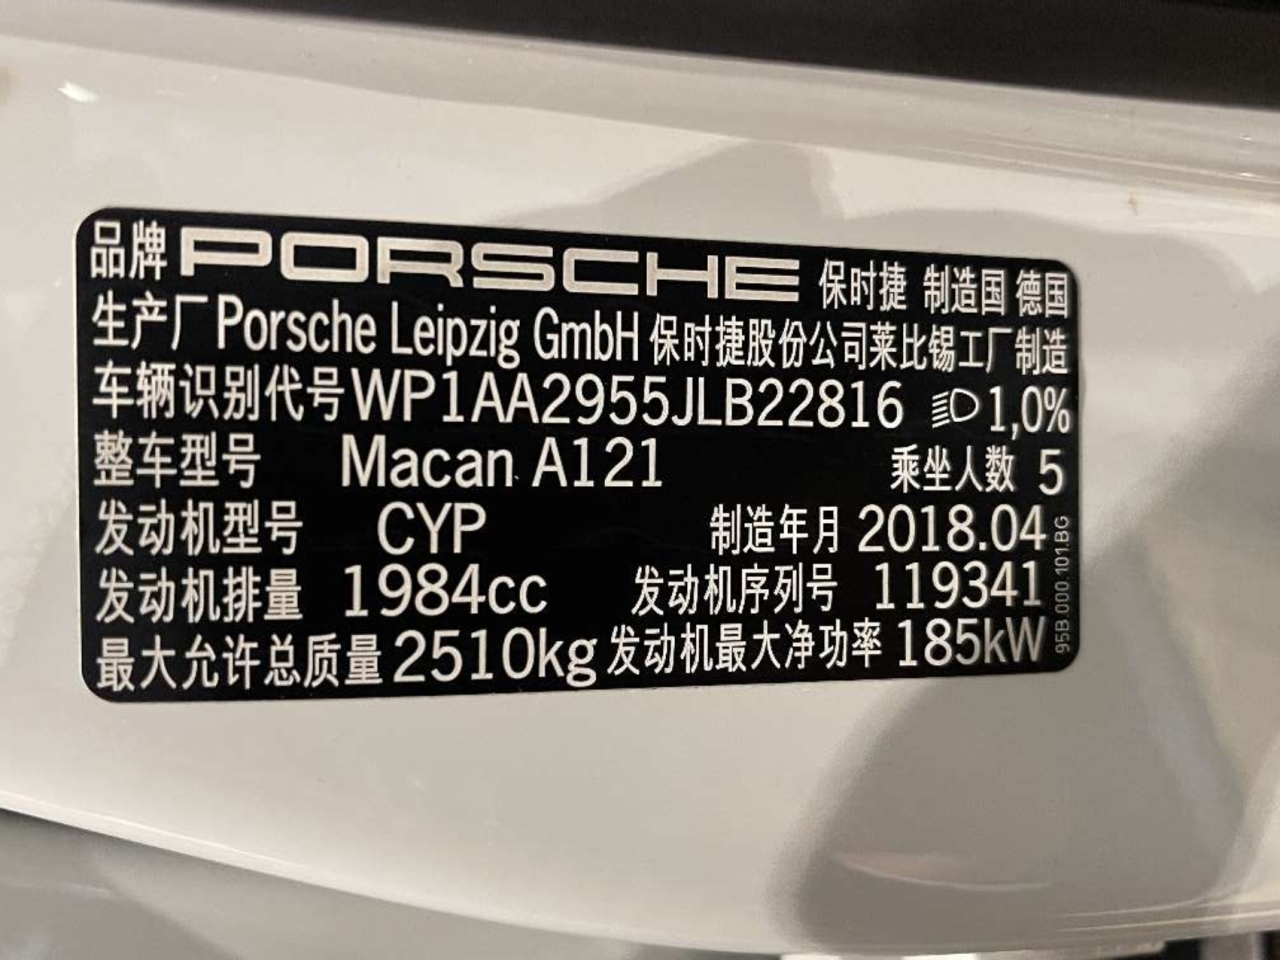 品牌 PORSCHE 保时捷 制造国 德国
生产厂 Porsche Leipzig GmbH 保时捷股份公司莱比锡工厂制造
车辆识别代号 WP1AA2955JLB22816 1,0%
整车型号 Macan A121 乘坐人数 5
发动机型号 CYP 制造年月 2018.04
发动机排量 1984cc 发动机序列号 119341
最大允许总质量 2510kg 发动机最大净功率 185kW
95B.000.101.BG